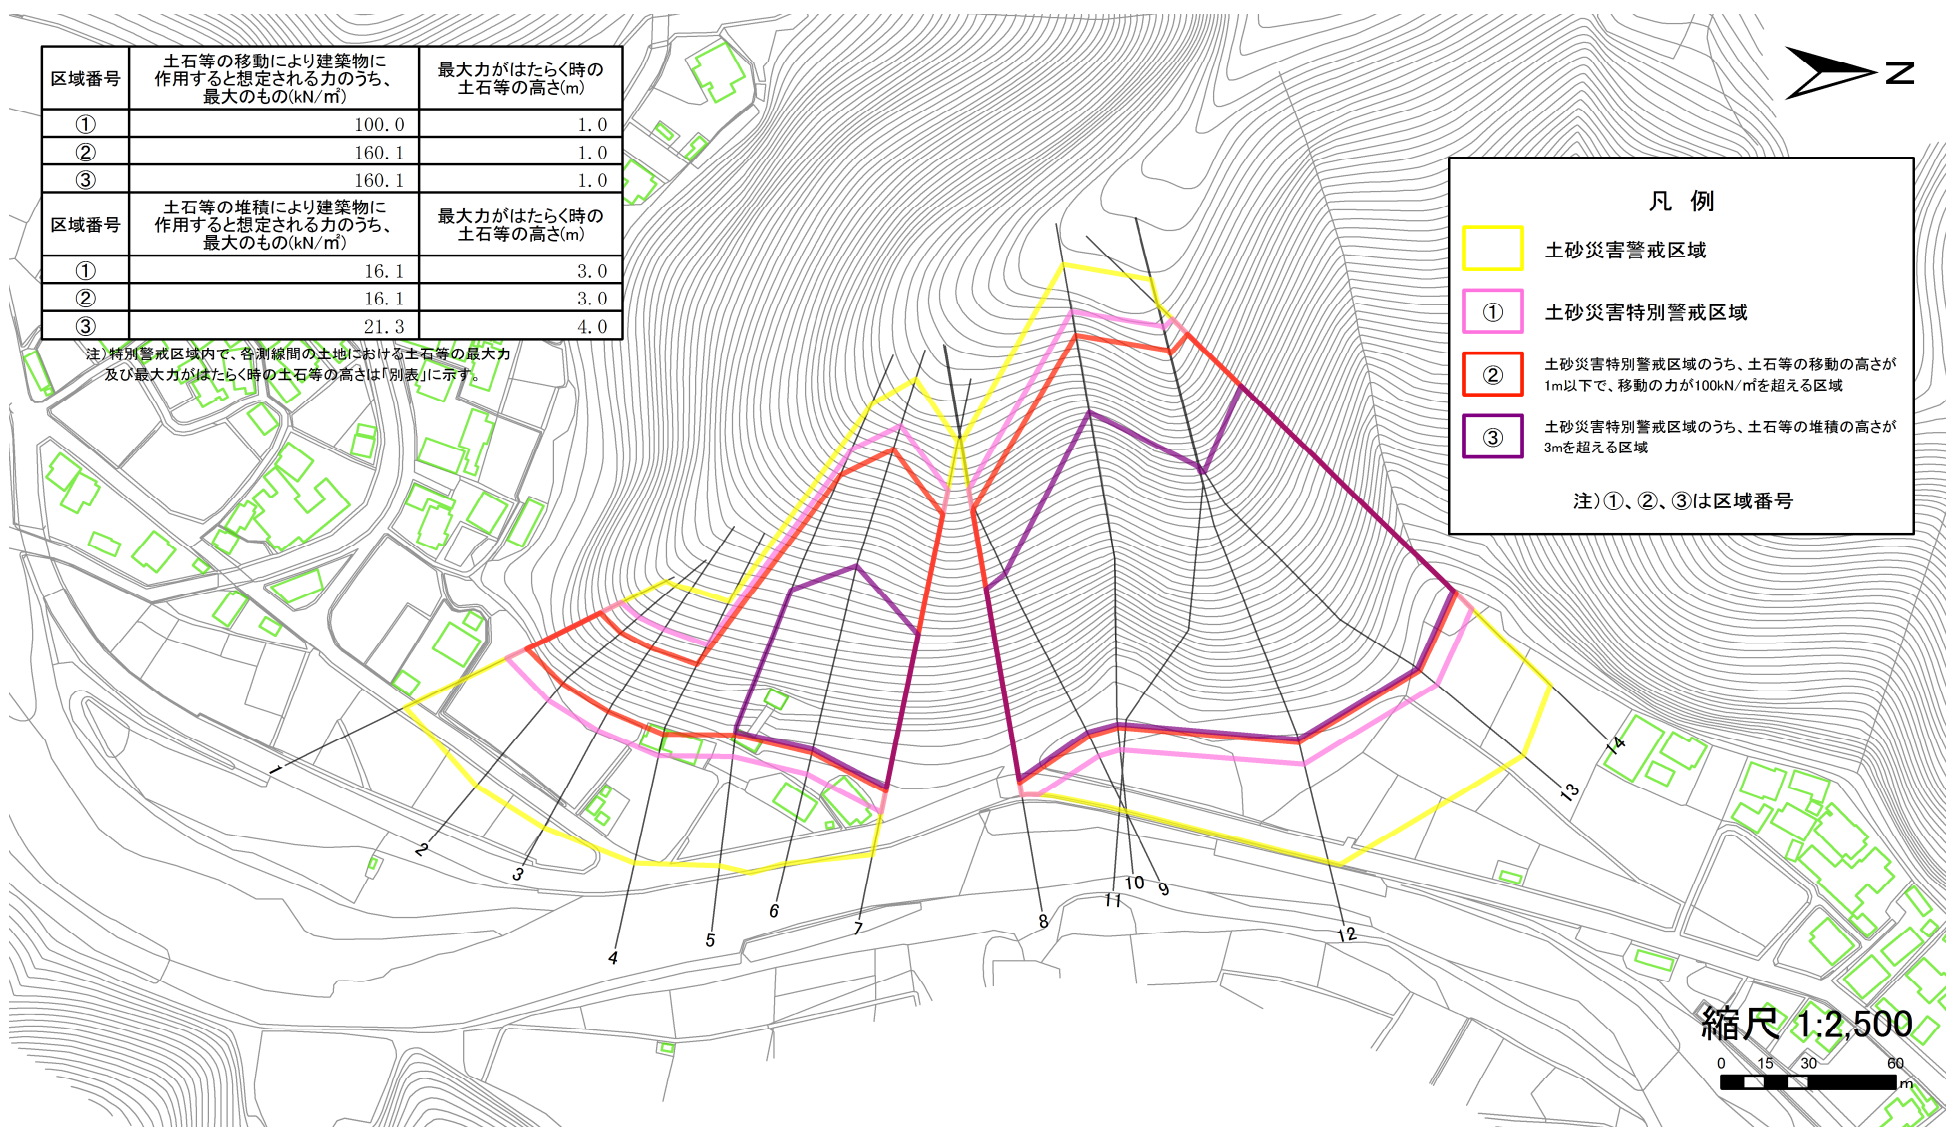 区域番号
土石等の移動により建築物に
作用すると想定される力のうち、
最大のもの(kN/㎡)
最大力がはたらく時の
土石等の高さ(m)
① 100.0 1.0
② 160.1 1.0
③ 160.1 1.0
区域番号
土石等の堆積により建築物に
作用すると想定される力のうち、
最大のもの(kN/㎡)
最大力がはたらく時の
土石等の高さ(m)
① 16.1 3.0
② 16.1 3.0
③ 21.3 4.0
注)特別警戒区域内で、各測線間の土地における土石等の最大力
及び最大力がはたらく時の土石等の高さは「別表」に示す。
N
凡 例
土砂災害警戒区域
① 土砂災害特別警戒区域
②
土砂災害特別警戒区域のうち、土石等の移動の高さが
1m以下で、移動の力が100kN/㎡を超える区域
③
土砂災害特別警戒区域のうち、土石等の堆積の高さが
3mを超える区域
注)①、②、③は区域番号
1
2
3
4
5
6
7
8
9
10
11
12
13
14
縮尺 1:2,500
0 15 30 60
m